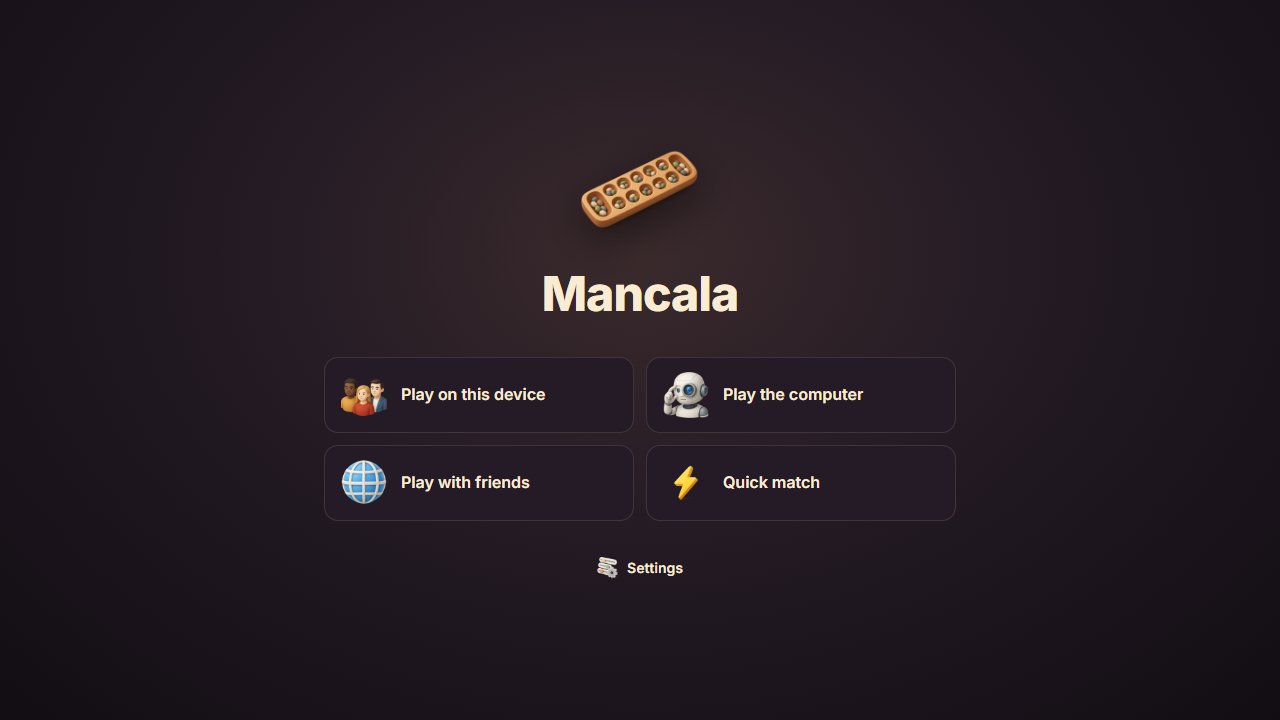 Mancala
Play on this device
Play the computer
Play with friends
Quick match
Settings